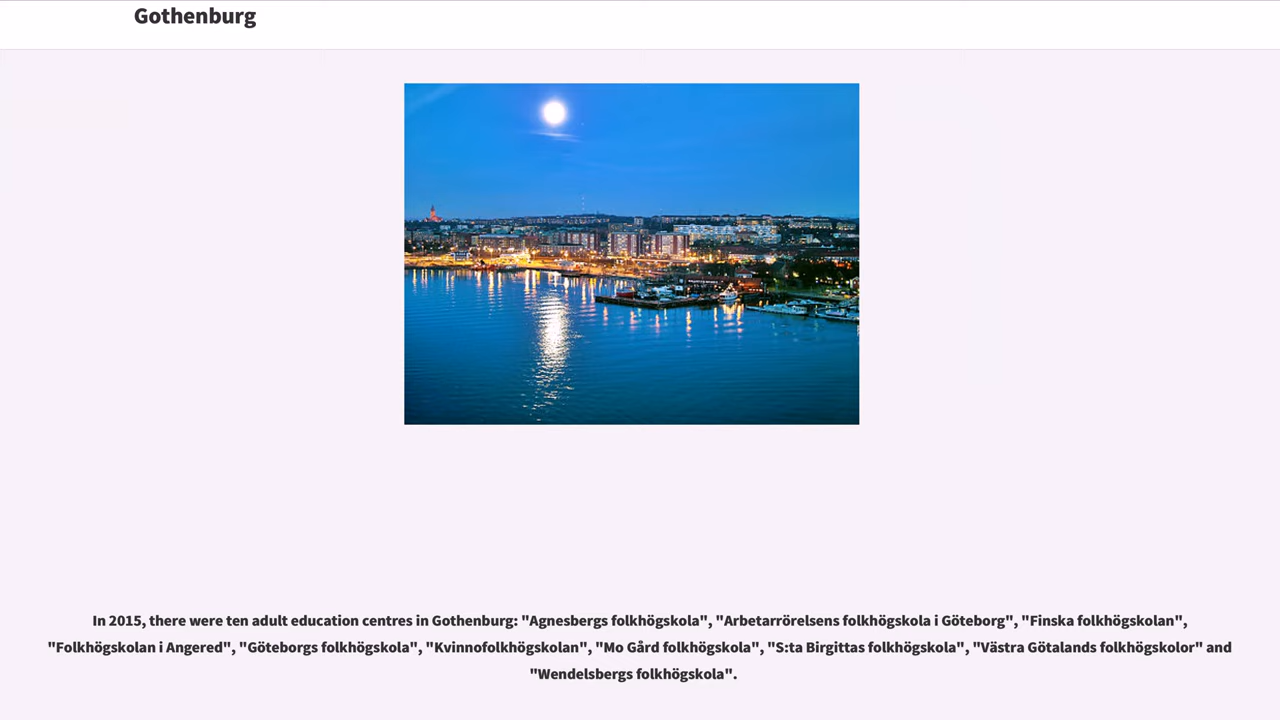 Gothenburg
In 2015, there were ten adult education centres in Gothenburg: "Agnesbergs folkhögskola", "Arbetarrörelsens folkhögskola i Göteborg", "Finska folkhögskolan",
"Folkhögskolan i Angered", "Göteborgs folkhögskola", "Kvinnofolkhögskolan", "Mo Gård folkhögskola", "S:ta Birgittas folkhögskola", "Västra Götalands folkhögskolor" and
"Wendelsbergs folkhögskola".